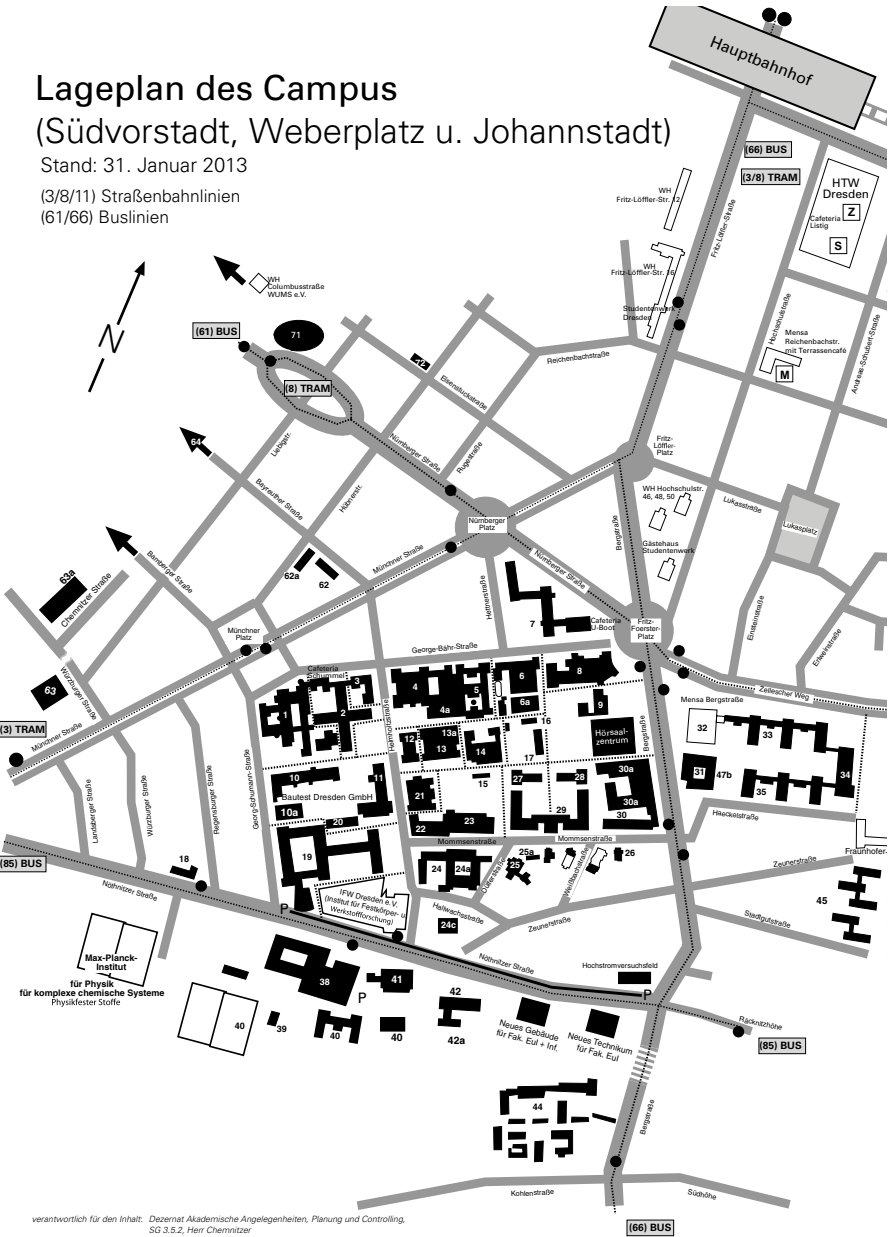 Hauptbahnhof
Lageplan des Campus
(Südvorstadt, Weberplatz u. Johannstadt)
Stand: 31. Januar 2013
(3/8/11) Straßenbahnlinien
(61/66) Buslinien
(66) BUS
(3/8) TRAM
WH
Fritz-Löffler-Str. 12
HTW
Dresden
Cafeteria
Listig
Z
S
Fritz-Löffler-Straße
WH
Fritz-Löffler-Str. 16
Studentenwerk
Dresden
N
WH
Columbusstraße
WUMS e.V.
(61) BUS
71
(8) TRAM
72
Reichenbachstraße
Hochschulstraße
Mensa
Reichenbachstr.
mit Terrassencafé
M
Andreas-Schubert-Straße
Eisenstuckstraße
Liebigstr.
Nürnberger Straße
Rugestraße
64
Bayreuther Straße
Hübnerstr.
Fritz-
Löffler-
Platz
WH Hochschulstr.
46, 48, 50
Lukasstraße
Lukasplatz
Nürnberger
Platz
Bergstraße
Gästehaus
Studentenwerk
Nürnberger Straße
Münchner Straße
Bamberger Straße
62a
62
63a
Chemnitzer Straße
Hettnerstraße
7
Cafeteria
U-Boot
Fritz-
Foerster-
Platz
Einsteinstraße
Erlweinstraße
Münchner
Platz
George-Bähr-Straße
Zellescher Weg
Würzburger Straße
63
(3) TRAM
Münchner Straße
Cafeteria
Schummel
3
1
2
4
4a
5
6
6a
8
9
16
Mensa Bergstraße
32
33
Helmholtzstraße
12
13a
13
14
17
Hörsaal-
zentrum
Bergstraße
31
47b
35
34
10
11
Bautest Dresden GmbH
10a
20
15
21
22
23
27
28
29
30a
30a
30
Landsberger Straße
Würzburger Straße
Regensburger Straße
Georg-Schumann-Straße
Haeckelstraße
Mommsenstraße
Mommsenstraße
(85) BUS
18
19
24
24a
25a
25
26
Weißbachstraße
Zeunerstraße
Fraunhofer-
45
Nöthnitzer Straße
IFW Dresden e.V.
(Institut für Festkörper- u.
Werkstoffforschung)
P
Hallwachsstraße
24c
Zeunerstraße
Stadtgutstraße
Max-Planck-
Institut
für Physik
für komplexe chemische Systeme
Physikfester Stoffe
Nöthnitzer Straße
Hochstromversuchsfeld
P
38
P
41
42
40
39
40
40
42a
Neues Gebäude
für Fak. EuI + Inf.
Neues Technikum
für Fak. EuI
Räcknitzhöhe
(85) BUS
44
Bergstraße
Kohlenstraße
Südhöhe
(66) BUS
verantwortlich für den Inhalt: Dezernat Akademische Angelegenheiten, Planung und Controlling,
SG 3.5.2, Herr Chemnitzer